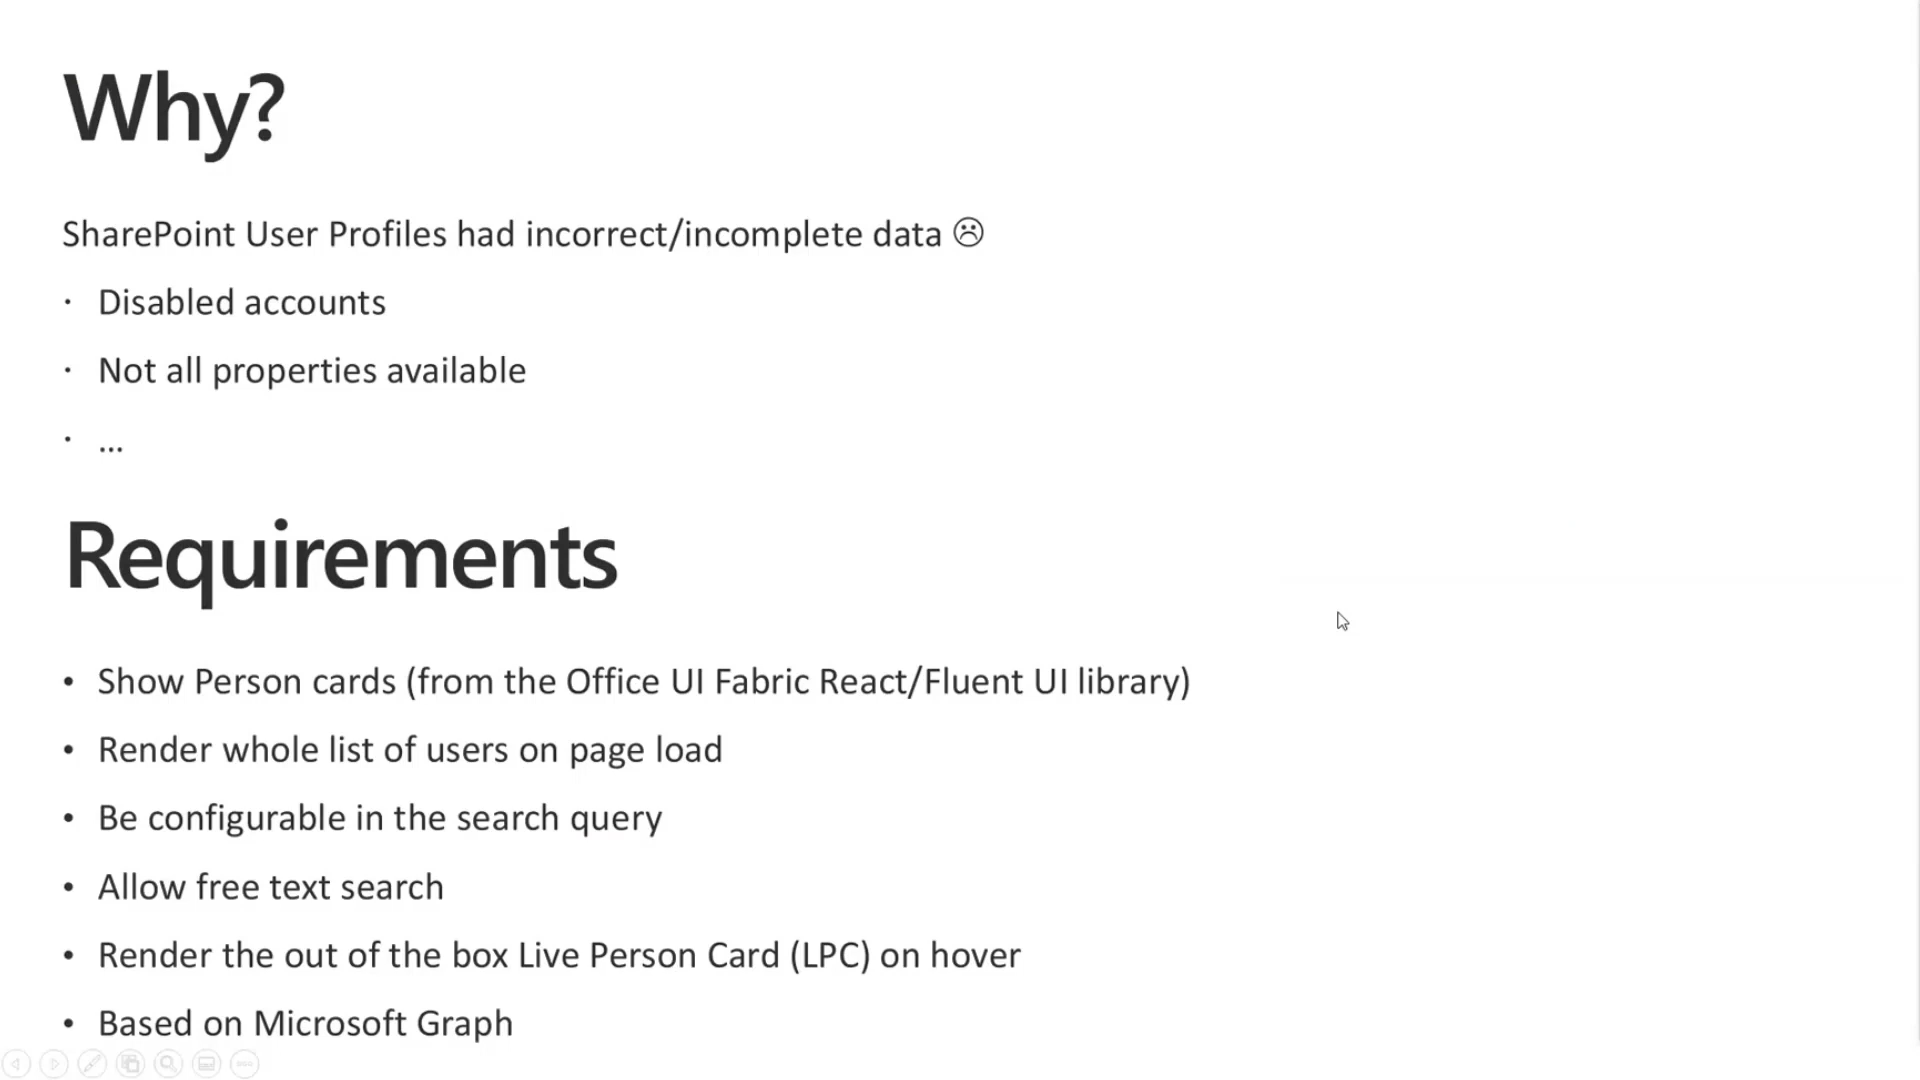 Why?
SharePoint User Profiles had incorrect/incomplete data ☹
· Disabled accounts
· Not all properties available
· ...
Requirements
• Show Person cards (from the Office UI Fabric React/Fluent UI library)
• Render whole list of users on page load
• Be configurable in the search query
• Allow free text search
• Render the out of the box Live Person Card (LPC) on hover
• Based on Microsoft Graph